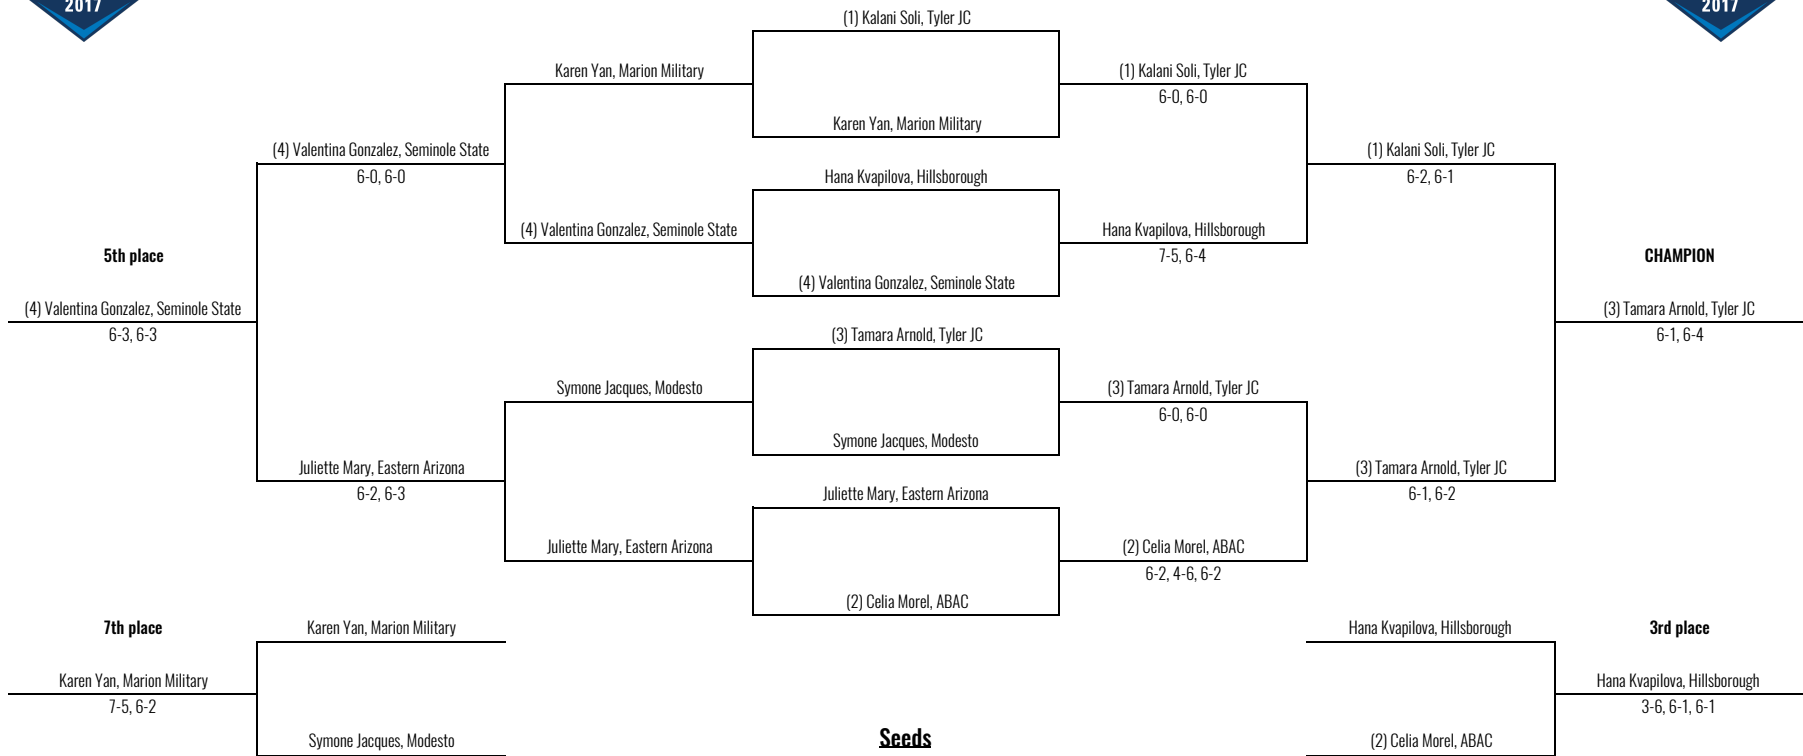 2017
2017
(1) Kalani Soli, Tyler JC
Karen Yan, Marion Military
(1) Kalani Soli, Tyler JC
6-0, 6-0
Karen Yan, Marion Military
(4) Valentina Gonzalez, Seminole State
6-0, 6-0
(1) Kalani Soli, Tyler JC
6-2, 6-1
Hana Kvapilova, Hillsborough
(4) Valentina Gonzalez, Seminole State
Hana Kvapilova, Hillsborough
7-5, 6-4
5th place
CHAMPION
(4) Valentina Gonzalez, Seminole State
(4) Valentina Gonzalez, Seminole State
6-3, 6-3
(3) Tamara Arnold, Tyler JC
6-1, 6-4
(3) Tamara Arnold, Tyler JC
Symone Jacques, Modesto
(3) Tamara Arnold, Tyler JC
6-0, 6-0
Symone Jacques, Modesto
Juliette Mary, Eastern Arizona
6-2, 6-3
(3) Tamara Arnold, Tyler JC
6-1, 6-2
Juliette Mary, Eastern Arizona
Juliette Mary, Eastern Arizona
(2) Celia Morel, ABAC
6-2, 4-6, 6-2
(2) Celia Morel, ABAC
7th place
Karen Yan, Marion Military
Hana Kvapilova, Hillsborough
3rd place
Karen Yan, Marion Military
7-5, 6-2
Hana Kvapilova, Hillsborough
3-6, 6-1, 6-1
Symone Jacques, Modesto
Seeds
(2) Celia Morel, ABAC